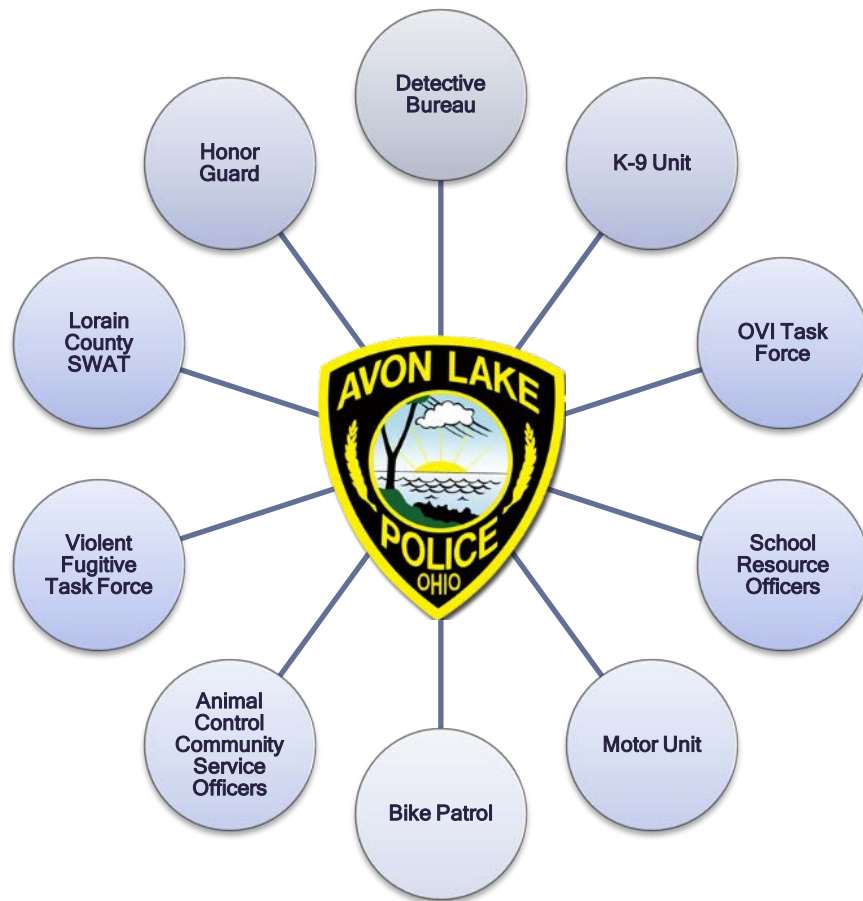 Detective
Bureau
K-9 Unit
OVI Task
Force
School
Resource
Officers
Motor Unit
Bike Patrol
Animal
Control
Community
Service
Officers
Violent
Fugitive
Task Force
Lorain
County
SWAT
Honor
Guard
AVON LAKE
POLICE
OHIO